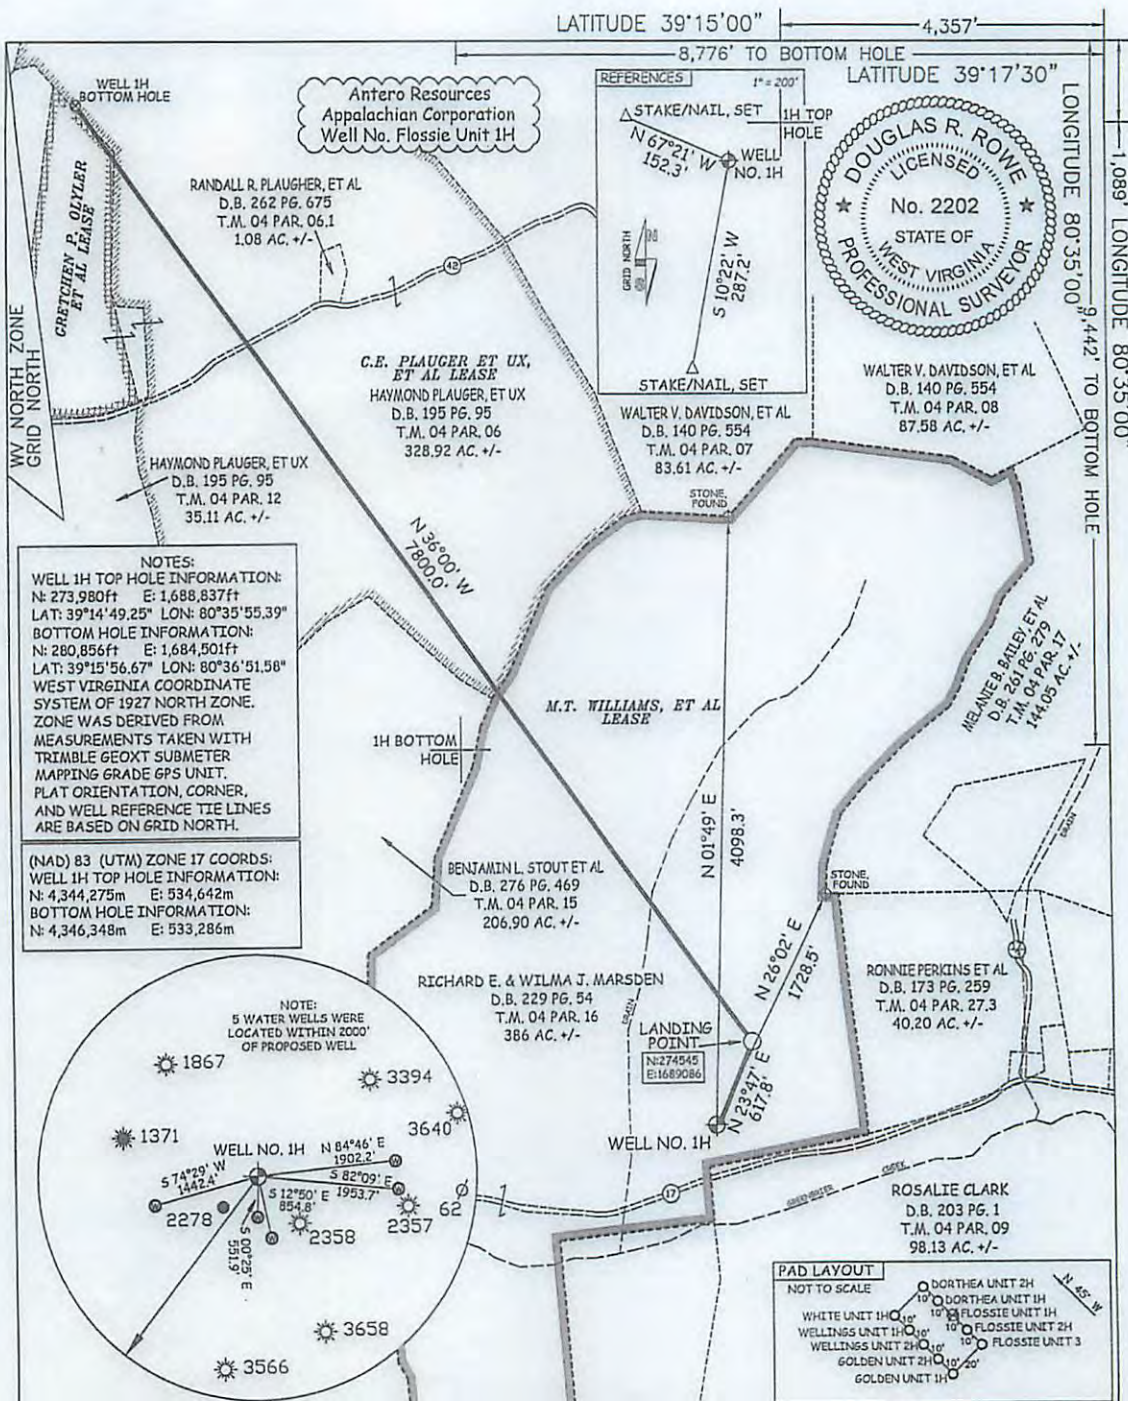 LATITUDE 39°15'00"
4,357'
8,776' TO BOTTOM HOLE
LATITUDE 39°17'30"
LONGITUDE 80°35'00"
9,442' TO BOTTOM HOLE
1,089'
LONGITUDE 80°35'00"
WELL 1H
BOTTOM HOLE
Antero Resources
Appalachian Corporation
Well No. Flossie Unit 1H
REFERENCES
1" = 200'
STAKE/NAIL, SET
1H TOP
HOLE
N 67°21' W
152.3'
WELL
NO. 1H
GRID NORTH
S 10°22' W
287.2'
STAKE/NAIL, SET
DOUGLAS R. ROWE
LICENSED
No. 2202
STATE OF
WEST VIRGINIA
PROFESSIONAL SURVEYOR
GRETCHEN P. OLYLER
ET AL LEASE
WV NORTH ZONE
GRID NORTH
RANDALL R. PLAUGHER, ET AL
D.B. 262 PG. 675
T.M. 04 PAR. 06.1
1.08 AC. +/-
42
C.E. PLAUGER ET UX,
ET AL LEASE
HAYMOND PLAUGER, ET UX
D.B. 195 PG. 95
T.M. 04 PAR. 06
328.92 AC. +/-
WALTER V. DAVIDSON, ET AL
D.B. 140 PG. 554
T.M. 04 PAR. 07
83.61 AC. +/-
WALTER V. DAVIDSON, ET AL
D.B. 140 PG. 554
T.M. 04 PAR. 08
87.58 AC. +/-
HAYMOND PLAUGER, ET UX
D.B. 195 PG. 95
T.M. 04 PAR. 12
35.11 AC. +/-
STONE,
FOUND
N 36°00' W
7800.0'
NOTES:
WELL 1H TOP HOLE INFORMATION:
N: 273,980ft E: 1,688,837ft
LAT: 39°14'49.25" LON: 80°35'55.39"
BOTTOM HOLE INFORMATION:
N: 280,856ft E: 1,684,501ft
LAT: 39°15'56.67" LON: 80°36'51.58"
WEST VIRGINIA COORDINATE
SYSTEM OF 1927 NORTH ZONE.
ZONE WAS DERIVED FROM
MEASUREMENTS TAKEN WITH
TRIMBLE GEOXT SUBMETER
MAPPING GRADE GPS UNIT.
PLAT ORIENTATION, CORNER,
AND WELL REFERENCE TIE LINES
ARE BASED ON GRID NORTH.
(NAD) 83 (UTM) ZONE 17 COORDS:
WELL 1H TOP HOLE INFORMATION:
N: 4,344,275m E: 534,642m
BOTTOM HOLE INFORMATION:
N: 4,346,348m E: 533,286m
MELANIE B. BAILEY, ET AL
D.B. 261 PG. 279
T.M. 04 PAR. 17
144.05 AC. +/-
M.T. WILLIAMS, ET AL
LEASE
1H BOTTOM
HOLE
N 01°49' E
4098.3'
DRAIN
BENJAMIN L. STOUT ET AL
D.B. 276 PG. 469
T.M. 04 PAR. 15
206.90 AC. +/-
STONE,
FOUND
N 26°02' E
1728.5'
RICHARD E. & WILMA J. MARSDEN
D.B. 229 PG. 54
T.M. 04 PAR. 16
386 AC. +/-
DRAIN
RONNIE PERKINS ET AL
D.B. 173 PG. 259
T.M. 04 PAR. 27.3
40.20 AC. +/-
LANDING
POINT
N:274545
E:1689086
N 23°47' E
617.8'
WELL NO. 1H
NOTE:
5 WATER WELLS WERE
LOCATED WITHIN 2000'
OF PROPOSED WELL
1867
3394
3640
1371
WELL NO. 1H
N 84°46' E
1902.2'
W
S 74°29' W
1442.4'
S 82°09' E
1953.7'
W
S 12°50' E
854.8'
W
2278
W
W
S 00°25' E
551.9'
2358
2357
62
3658
3566
17
GREENBRIER
CREEK
ROSALIE CLARK
D.B. 203 PG. 1
T.M. 04 PAR. 09
98.13 AC. +/-
PAD LAYOUT
NOT TO SCALE
N 45° W
DORTHEA UNIT 2H
10'
DORTHEA UNIT 1H
WHITE UNIT 1H
10'
10'
FLOSSIE UNIT 1H
WELLINGS UNIT 1H
10'
10'
FLOSSIE UNIT 2H
WELLINGS UNIT 2H
10'
10'
FLOSSIE UNIT 3
GOLDEN UNIT 2H
10'
20'
GOLDEN UNIT 1H